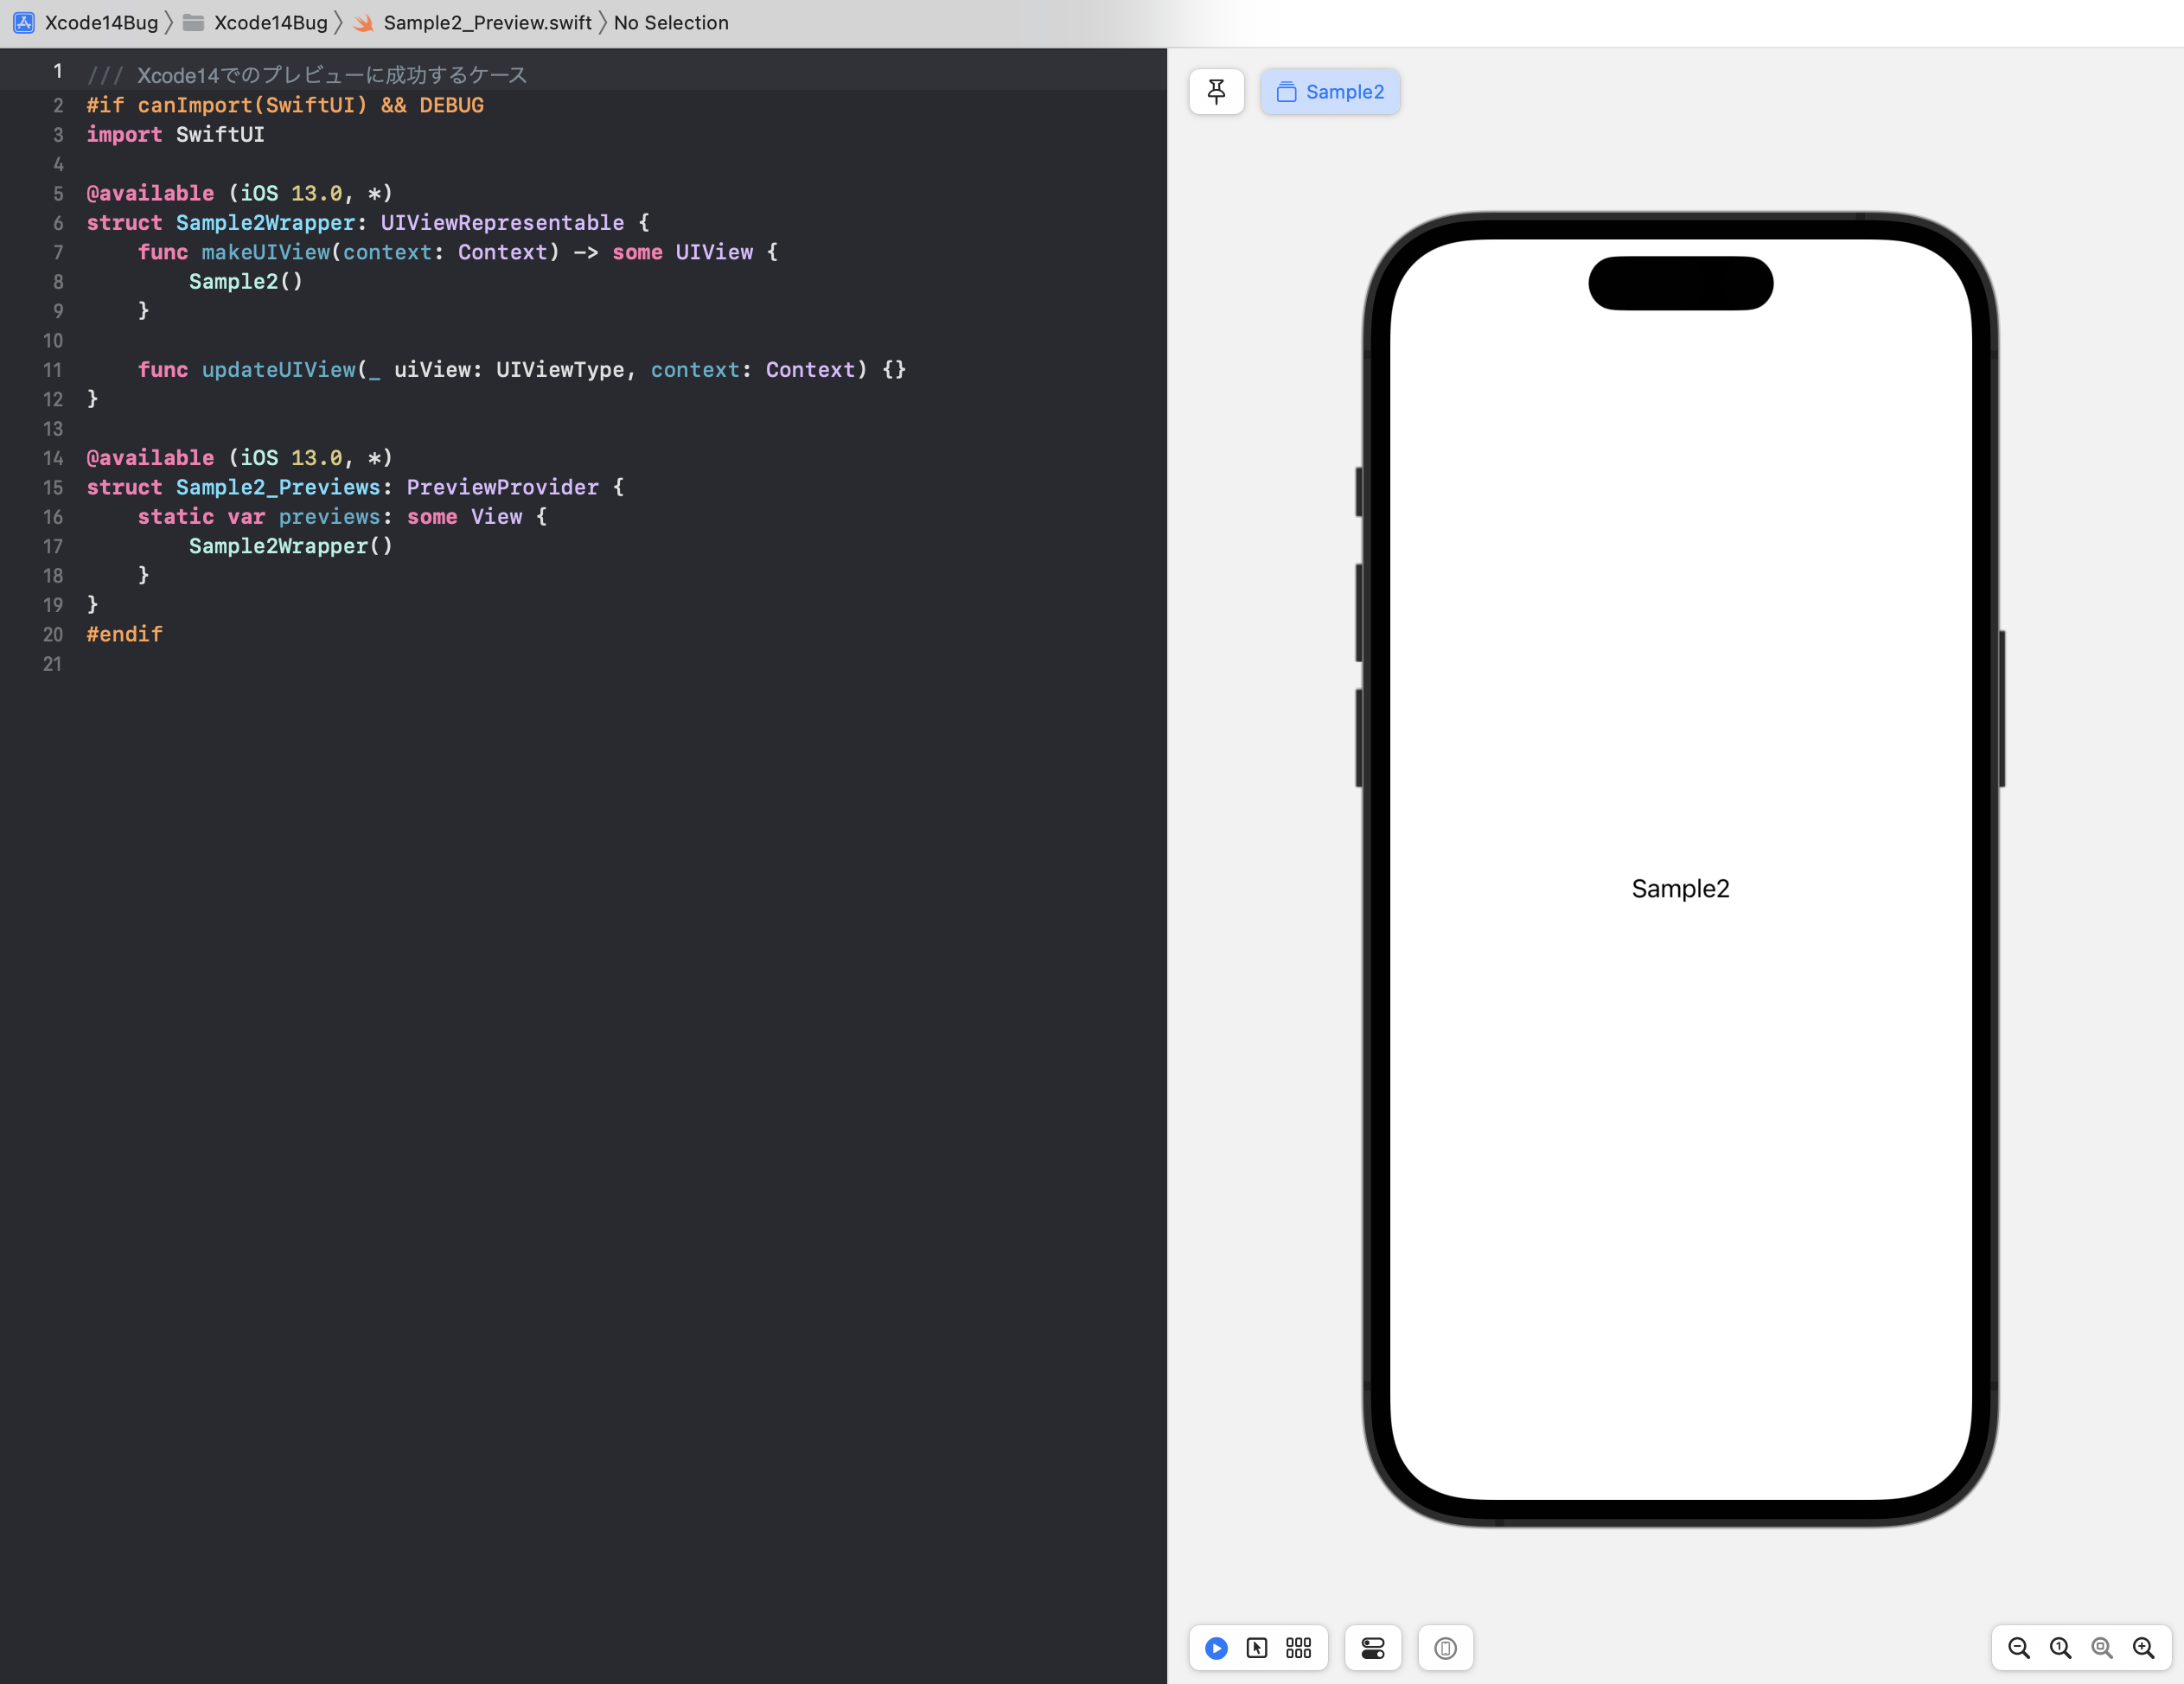 Xcode14Bug Xcode14Bug Sample2_Preview.swift No Selection
1 /// Xcode14でのプレビューに成功するケース
2 #if canImport(SwiftUI) && DEBUG
3 import SwiftUI
4
5 @available (iOS 13.0, *)
6 struct Sample2Wrapper: UIViewRepresentable {
7     func makeUIView(context: Context) -> some UIView {
8         Sample2()
9     }
10
11     func updateUIView(_ uiView: UIViewType, context: Context) {}
12 }
13
14 @available (iOS 13.0, *)
15 struct Sample2_Previews: PreviewProvider {
16     static var previews: some View {
17         Sample2Wrapper()
18     }
19 }
20 #endif
21
Sample2
Sample2